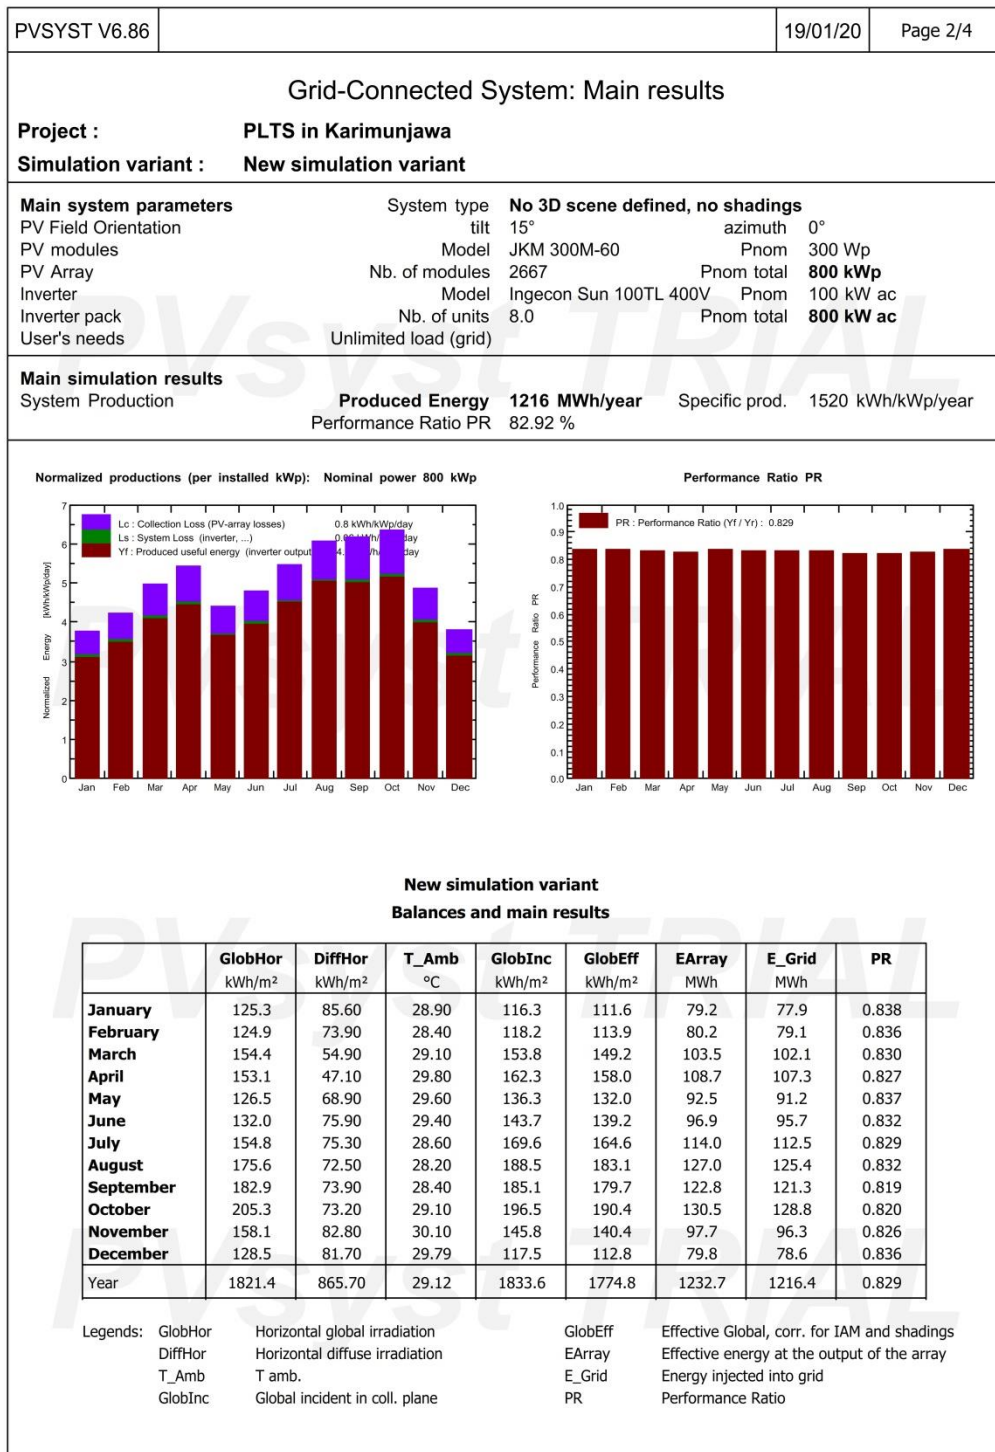 PVSYST V6.86 19/01/20 Page 2/4
Grid-Connected System: Main results
Project : PLTS in Karimunjawa
Simulation variant : New simulation variant
Main system parameters System type No 3D scene defined, no shadings
PV Field Orientation tilt 15° azimuth 0°
PV modules Model JKM 300M-60 Pnom 300 Wp
PV Array Nb. of modules 2667 Pnom total 800 kWp
Inverter Model Ingecon Sun 100TL 400V Pnom 100 kW ac
Inverter pack Nb. of units 8.0 Pnom total 800 kW ac
User's needs Unlimited load (grid)
PVsyst TRIAL
Main simulation results
System Production Produced Energy 1216 MWh/year Specific prod. 1520 kWh/kWp/year
Performance Ratio PR 82.92 %
Normalized productions (per installed kWp): Nominal power 800 kWp
Lc : Collection Loss (PV-array losses) 0.8 kWh/kWp/day
Ls : System Loss (inverter, ...)
Yf : Produced useful energy (inverter output
Normalized Energy [kWh/kWp/day]
7
6
5
4
3
2
1
0
Jan Feb Mar Apr May Jun Jul Aug Sep Oct Nov Dec
Performance Ratio PR
PR : Performance Ratio (Yf / Yr) : 0.829
Performance Ratio PR
1.0
0.9
0.8
0.7
0.6
0.5
0.4
0.3
0.2
0.1
0.0
Jan Feb Mar Apr May Jun Jul Aug Sep Oct Nov Dec
PVsyst TRIAL
New simulation variant
Balances and main results
GlobHor DiffHor T_Amb GlobInc GlobEff EArray E_Grid PR
kWh/m² kWh/m² °C kWh/m² kWh/m² MWh MWh
January 125.3 85.60 28.90 116.3 111.6 79.2 77.9 0.838
February 124.9 73.90 28.40 118.2 113.9 80.2 79.1 0.836
March 154.4 54.90 29.10 153.8 149.2 103.5 102.1 0.830
April 153.1 47.10 29.80 162.3 158.0 108.7 107.3 0.827
May 126.5 68.90 29.60 136.3 132.0 92.5 91.2 0.837
June 132.0 75.90 29.40 143.7 139.2 96.9 95.7 0.832
July 154.8 75.30 28.60 169.6 164.6 114.0 112.5 0.829
August 175.6 72.50 28.20 188.5 183.1 127.0 125.4 0.832
September 182.9 73.90 28.40 185.1 179.7 122.8 121.3 0.819
October 205.3 73.20 29.10 196.5 190.4 130.5 128.8 0.820
November 158.1 82.80 30.10 145.8 140.4 97.7 96.3 0.826
December 128.5 81.70 29.79 117.5 112.8 79.8 78.6 0.836
Year 1821.4 865.70 29.12 1833.6 1774.8 1232.7 1216.4 0.829
PVsyst TRIAL
PVsyst TRIAL
Legends: GlobHor Horizontal global irradiation GlobEff Effective Global, corr. for IAM and shadings
DiffHor Horizontal diffuse irradiation EArray Effective energy at the output of the array
T_Amb T amb. E_Grid Energy injected into grid
GlobInc Global incident in coll. plane PR Performance Ratio